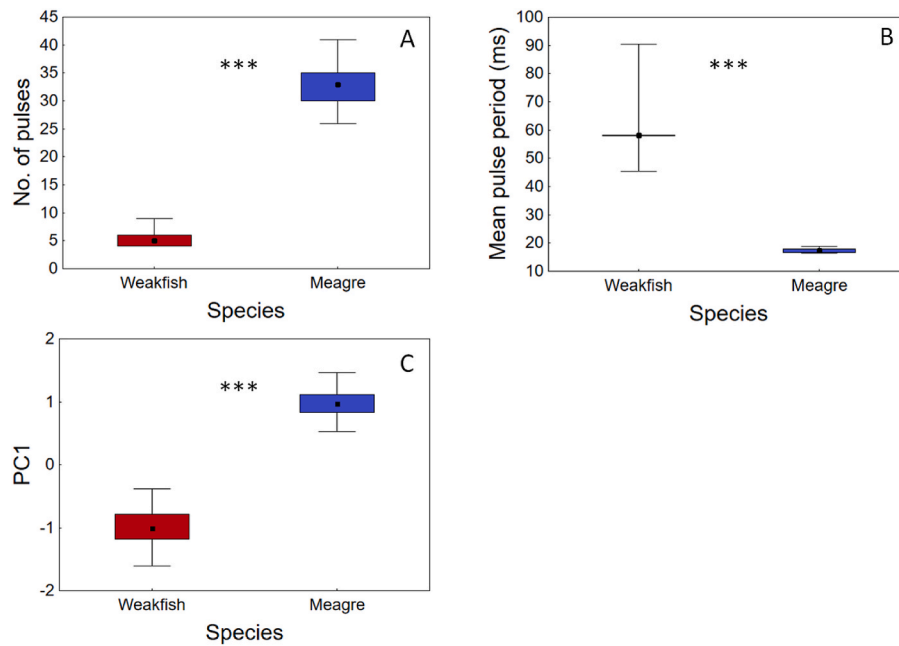 No. of pulses
45
40
35
30
25
20
15
10
5
0
***
A
Weakfish
Meagre
Species
Mean pulse period (ms)
100
90
80
70
60
50
40
30
20
10
***
B
Weakfish
Meagre
Species
PC1
2
1
0
-1
-2
***
C
Weakfish
Meagre
Species